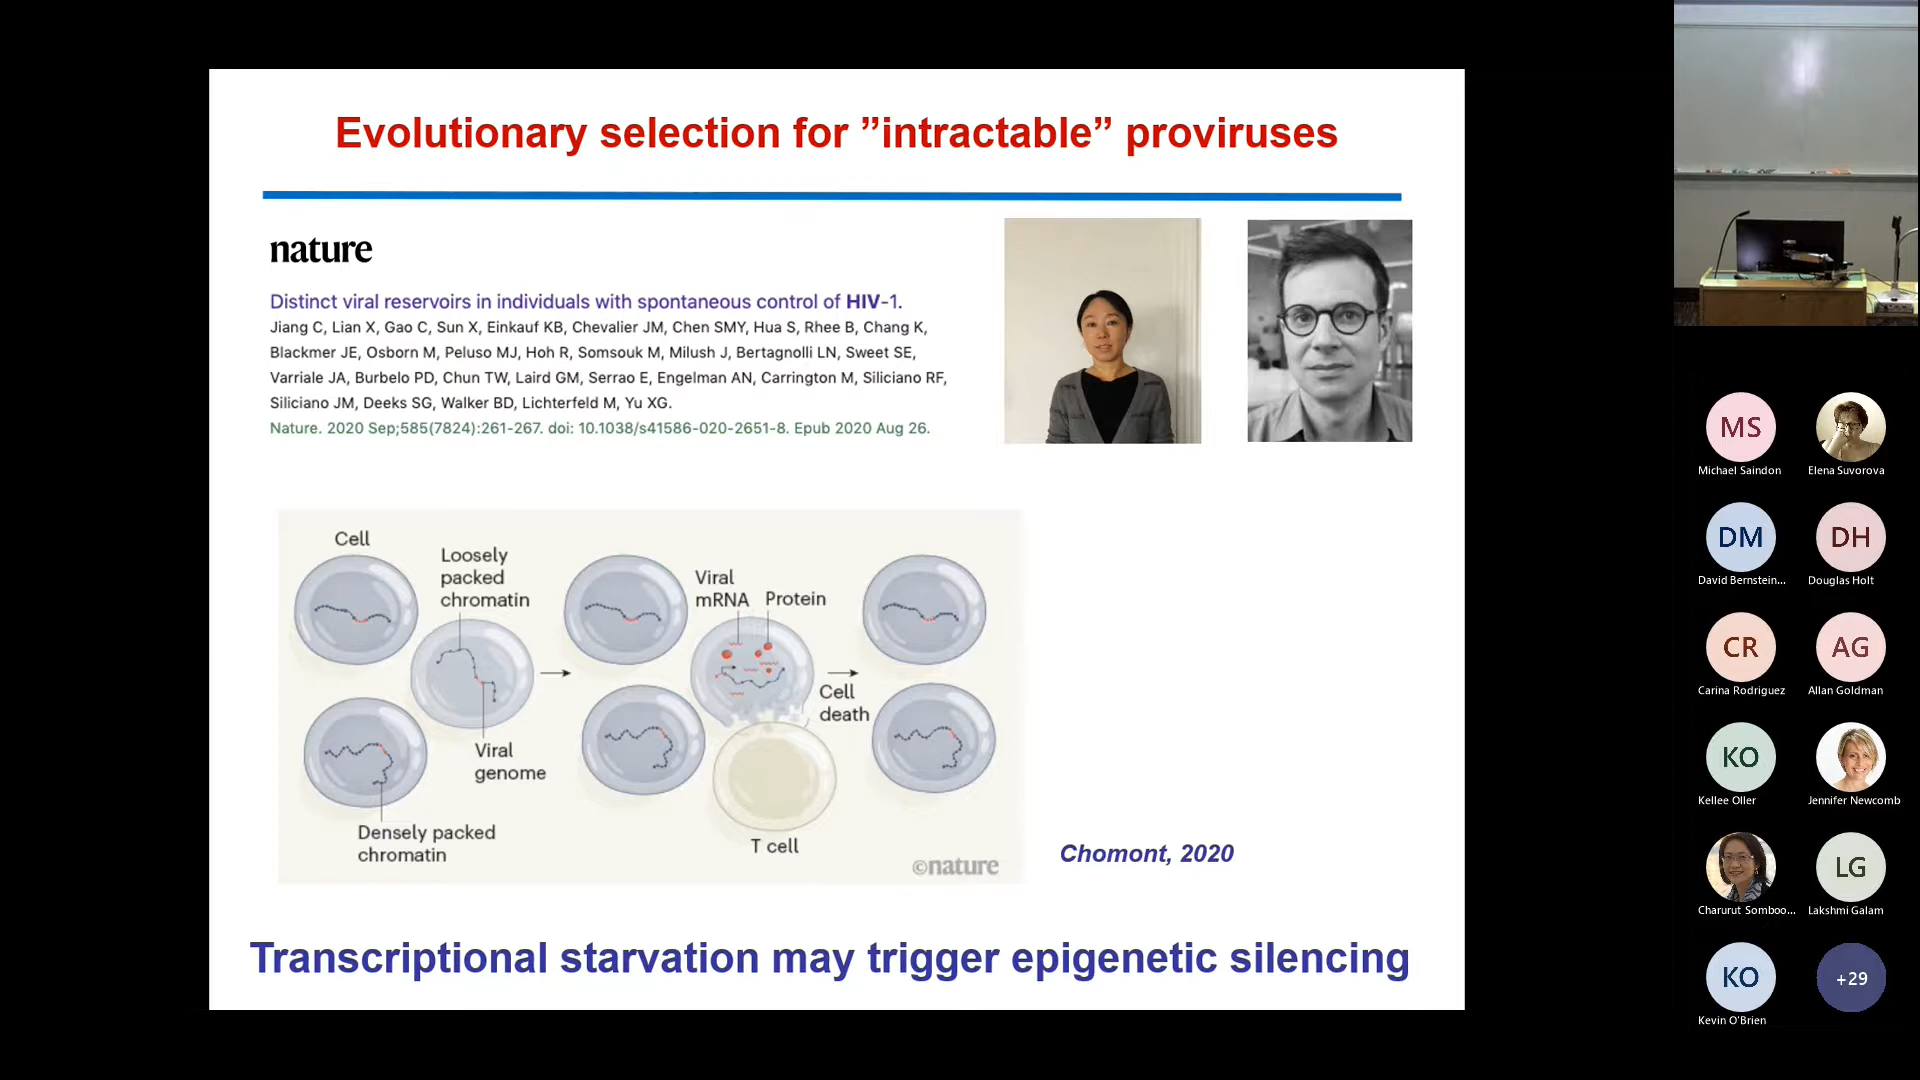 Evolutionary selection for ”intractable” proviruses
nature
Distinct viral reservoirs in individuals with spontaneous control of HIV-1.
Jiang C, Lian X, Gao C, Sun X, Einkauf KB, Chevalier JM, Chen SMY, Hua S, Rhee B, Chang K,
Blackmer JE, Osborn M, Peluso MJ, Hoh R, Somsouk M, Milush J, Bertagnolli LN, Sweet SE,
Varriale JA, Burbelo PD, Chun TW, Laird GM, Serrao E, Engelman AN, Carrington M, Siliciano RF,
Siliciano JM, Deeks SG, Walker BD, Lichterfeld M, Yu XG.
Nature. 2020 Sep;585(7824):261-267. doi: 10.1038/s41586-020-2651-8. Epub 2020 Aug 26.
Cell
Loosely
packed
chromatin
Viral
mRNA
Protein
Cell
death
Viral
genome
Densely packed
chromatin
T cell
©nature
Chomont, 2020
Transcriptional starvation may trigger epigenetic silencing
MS
Michael Saindon
Elena Suvorova
DM
David Bernstein...
DH
Douglas Holt
CR
Carina Rodriguez
AG
Allan Goldman
KO
Kellee Oller
Jennifer Newcomb
Charurut Somboo...
LG
Lakshmi Galam
KO
Kevin O'Brien
+29